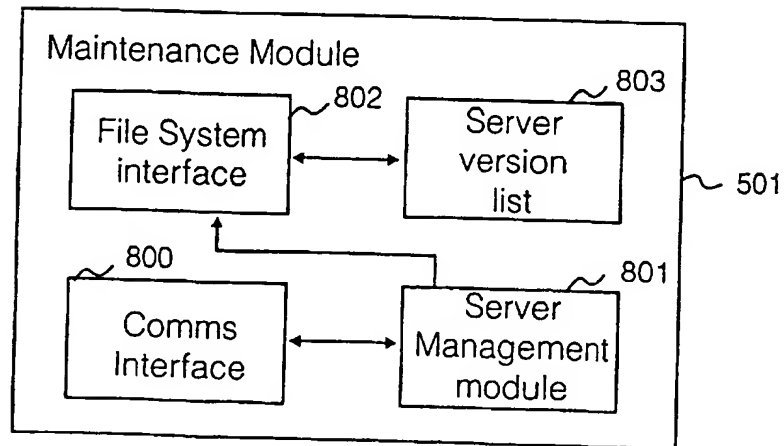 Maintenance Module
802
803
File System
interface
Server
version
list
501
800
801
Comms
Interface
Server
Management
module